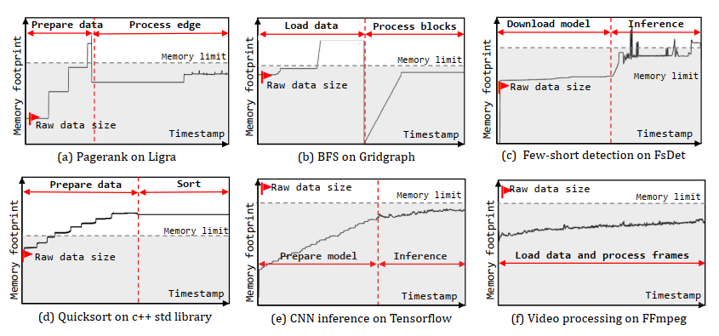 Memory footprint
Prepare data
Process edge
Memory limit
Raw data size
Timestamp
(a) Pagerank on Ligra
Memory footprint
Load data
Process blocks
Memory limit
Raw data size
Timestamp
(b) BFS on Gridgraph
Memory footprint
Download model
Inference
Memory limit
Raw data size
Timestamp
(c) Few-short detection on FsDet
Memory footprint
Prepare data
Sort
Memory limit
Raw data size
Timestamp
(d) Quicksort on c++ std library
Memory footprint
Raw data size
Memory limit
Prepare model
Inference
Timestamp
(e) CNN inference on Tensorflow
Memory footprint
Raw data size
Memory limit
Load data and process frames
Timestamp
(f) Video processing on FFmpeg